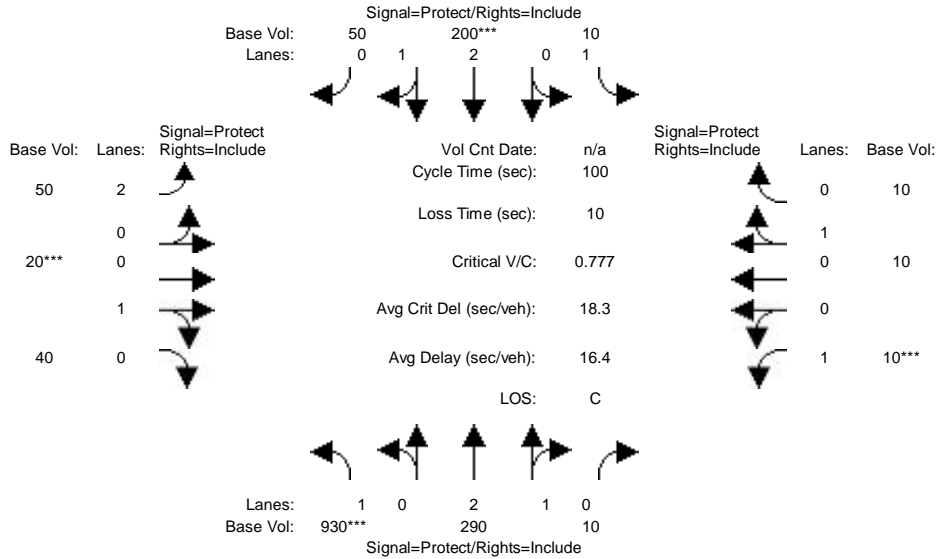 Signal=Protect/Rights=Include
Base Vol: 50 200*** 10
Lanes: 0 1 2 0 1
Signal=Protect
Base Vol: Lanes: Rights=Include
Vol Cnt Date: n/a
Signal=Protect
Rights=Include Lanes: Base Vol:
Cycle Time (sec): 100
50 2
0 10
Loss Time (sec): 10
0
1
20*** 0
Critical V/C: 0.777
0 10
1
Avg Crit Del (sec/veh): 18.3
0
40 0
Avg Delay (sec/veh): 16.4
1 10***
LOS: C
Lanes: 1 0 2 1 0
Base Vol: 930*** 290 10
Signal=Protect/Rights=Include